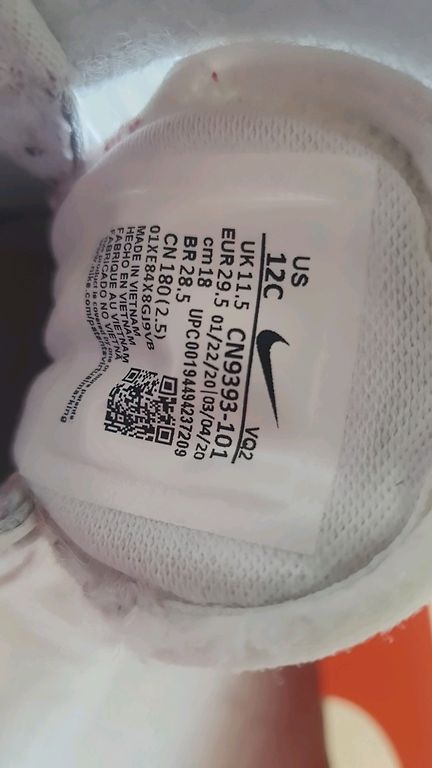 US
12C
VQ2
UK 11.5 CN9393-101
EUR 29.5 01/22/20|03/04/20
cm 18
BR 28.5 UPC00194494237209
CN 180(2.5)
01XE84X8GJ9VB
MADE IN VIETNAM
HECHO EN VIETNAM
FABRIQUE AU VIETNAM
FABRICADO NO VIETNÃ